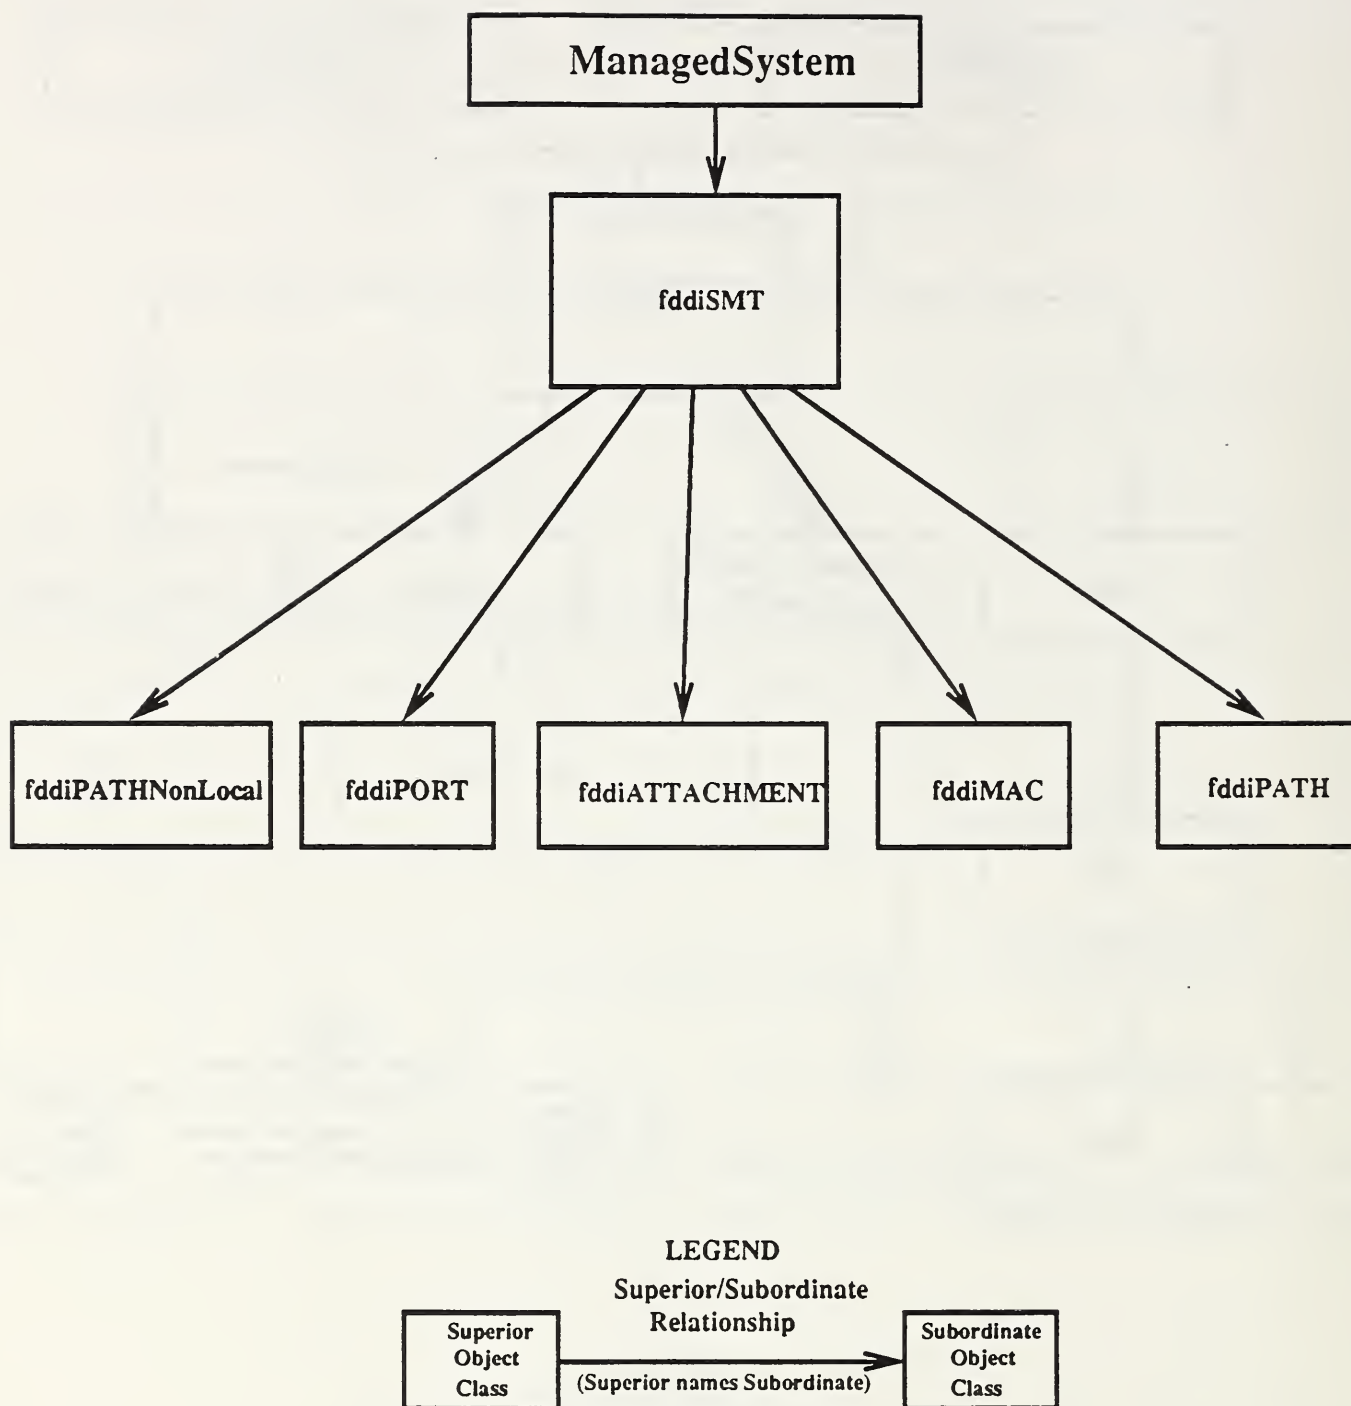 ManagedSystem
fddiSMT
fddiPATHNonLocal
fddiPORT
fddiATTACHMENT
fddiMAC
fddiPATH
LEGEND
Superior/Subordinate
Relationship
Superior
Object
Class
(Superior names Subordinate)
Subordinate
Object
Class